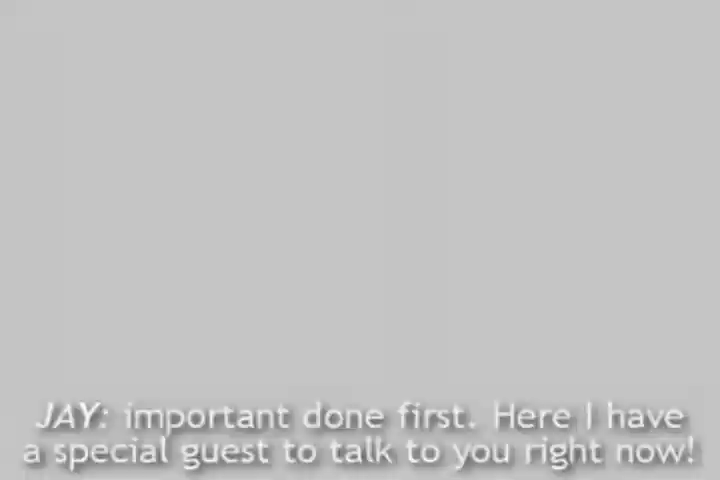 JAY: important done first. Here I have
a special guest to talk to you right now!